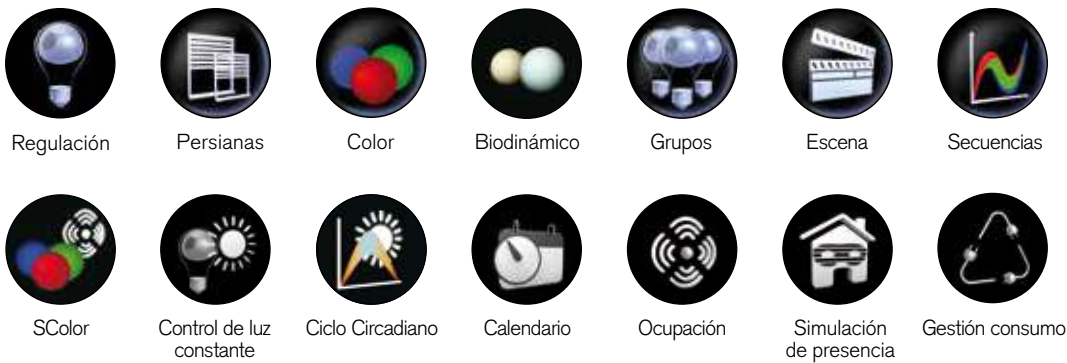 Regulación
Persianas
Color
Biodinámico
Grupos
Escena
Secuencias
SColor
Control de luz
constante
Ciclo Circadiano
Calendario
Ocupación
Simulación
de presencia
Gestión consumo